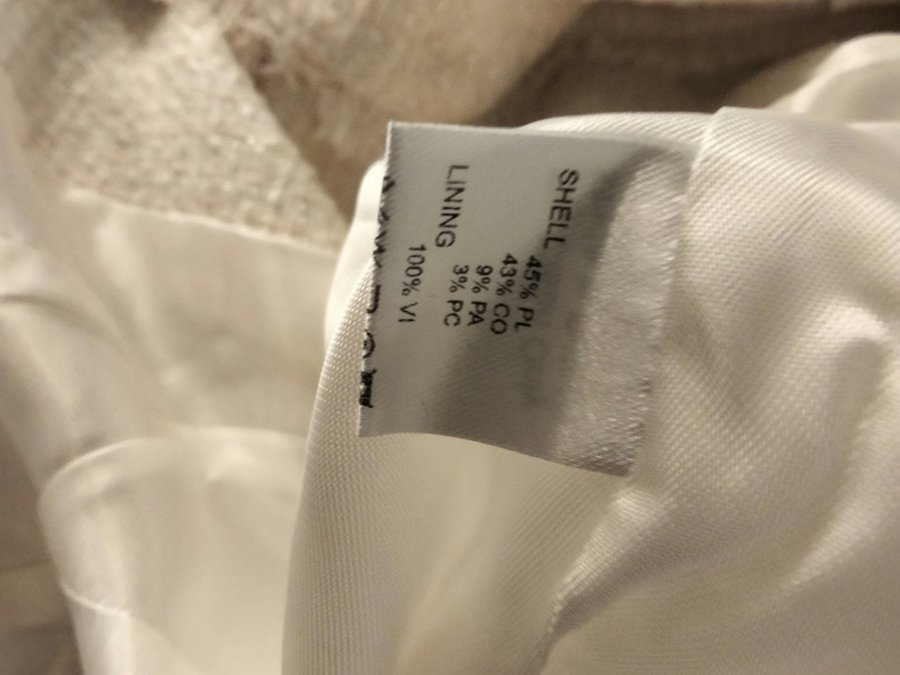 SHELL
45% PL
43% CO
9% PA
3% PC
LINING
100% VI